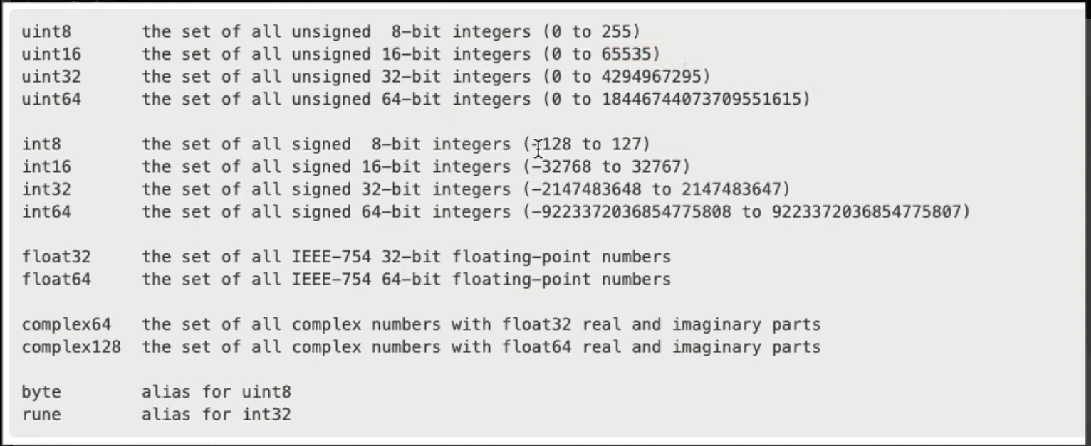 uint8       the set of all unsigned  8-bit integers (0 to 255)
uint16      the set of all unsigned 16-bit integers (0 to 65535)
uint32      the set of all unsigned 32-bit integers (0 to 4294967295)
uint64      the set of all unsigned 64-bit integers (0 to 18446744073709551615)

int8        the set of all signed  8-bit integers (-128 to 127)
int16       the set of all signed 16-bit integers (-32768 to 32767)
int32       the set of all signed 32-bit integers (-2147483648 to 2147483647)
int64       the set of all signed 64-bit integers (-9223372036854775808 to 9223372036854775807)

float32     the set of all IEEE-754 32-bit floating-point numbers
float64     the set of all IEEE-754 64-bit floating-point numbers

complex64   the set of all complex numbers with float32 real and imaginary parts
complex128  the set of all complex numbers with float64 real and imaginary parts

byte        alias for uint8
rune        alias for int32